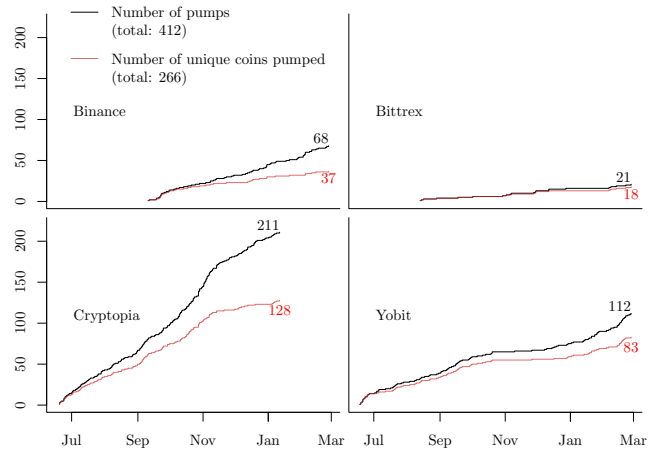 Number of pumps
(total: 412)
Number of unique coins pumped
(total: 266)
0 50 100 150 200
Binance
68
37
Bittrex
21
18
0 50 100 150 200
Cryptopia
211
128
Yobit
112
83
Jul Sep Nov Jan Mar
Jul Sep Nov Jan Mar